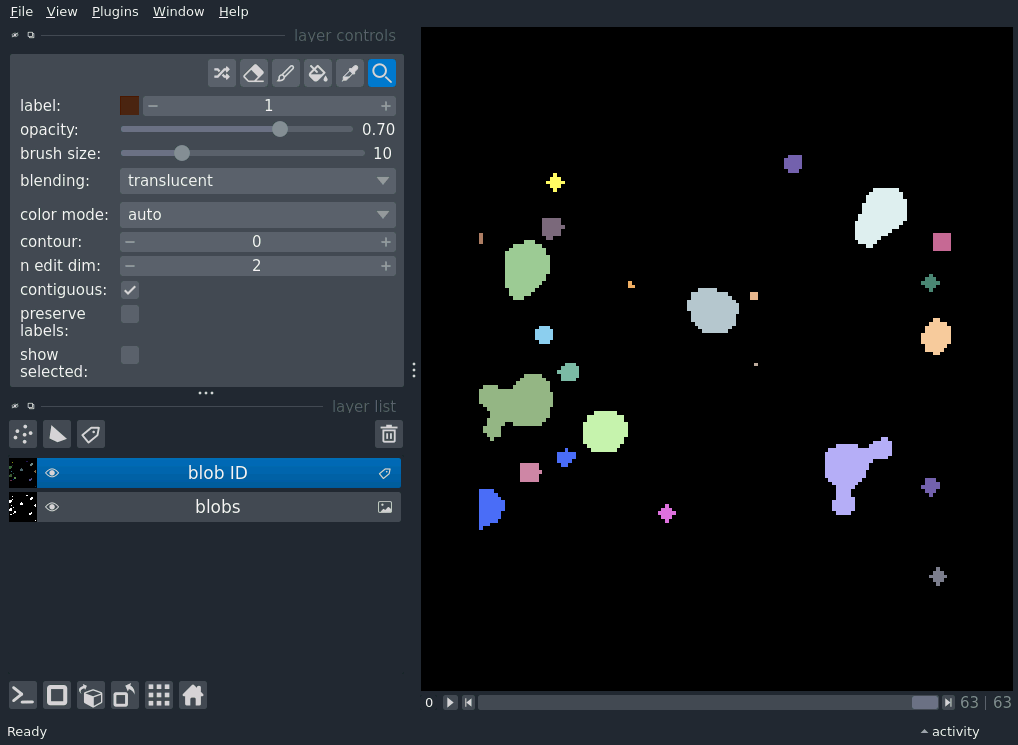 File View Plugins Window Help
layer controls
label: 1
opacity: 0.70
brush size: 10
blending: translucent
color mode: auto
contour: 0
n edit dim: 2
contiguous:
preserve
labels:
show
selected:
layer list
blob ID
blobs
0 63 | 63
Ready activity